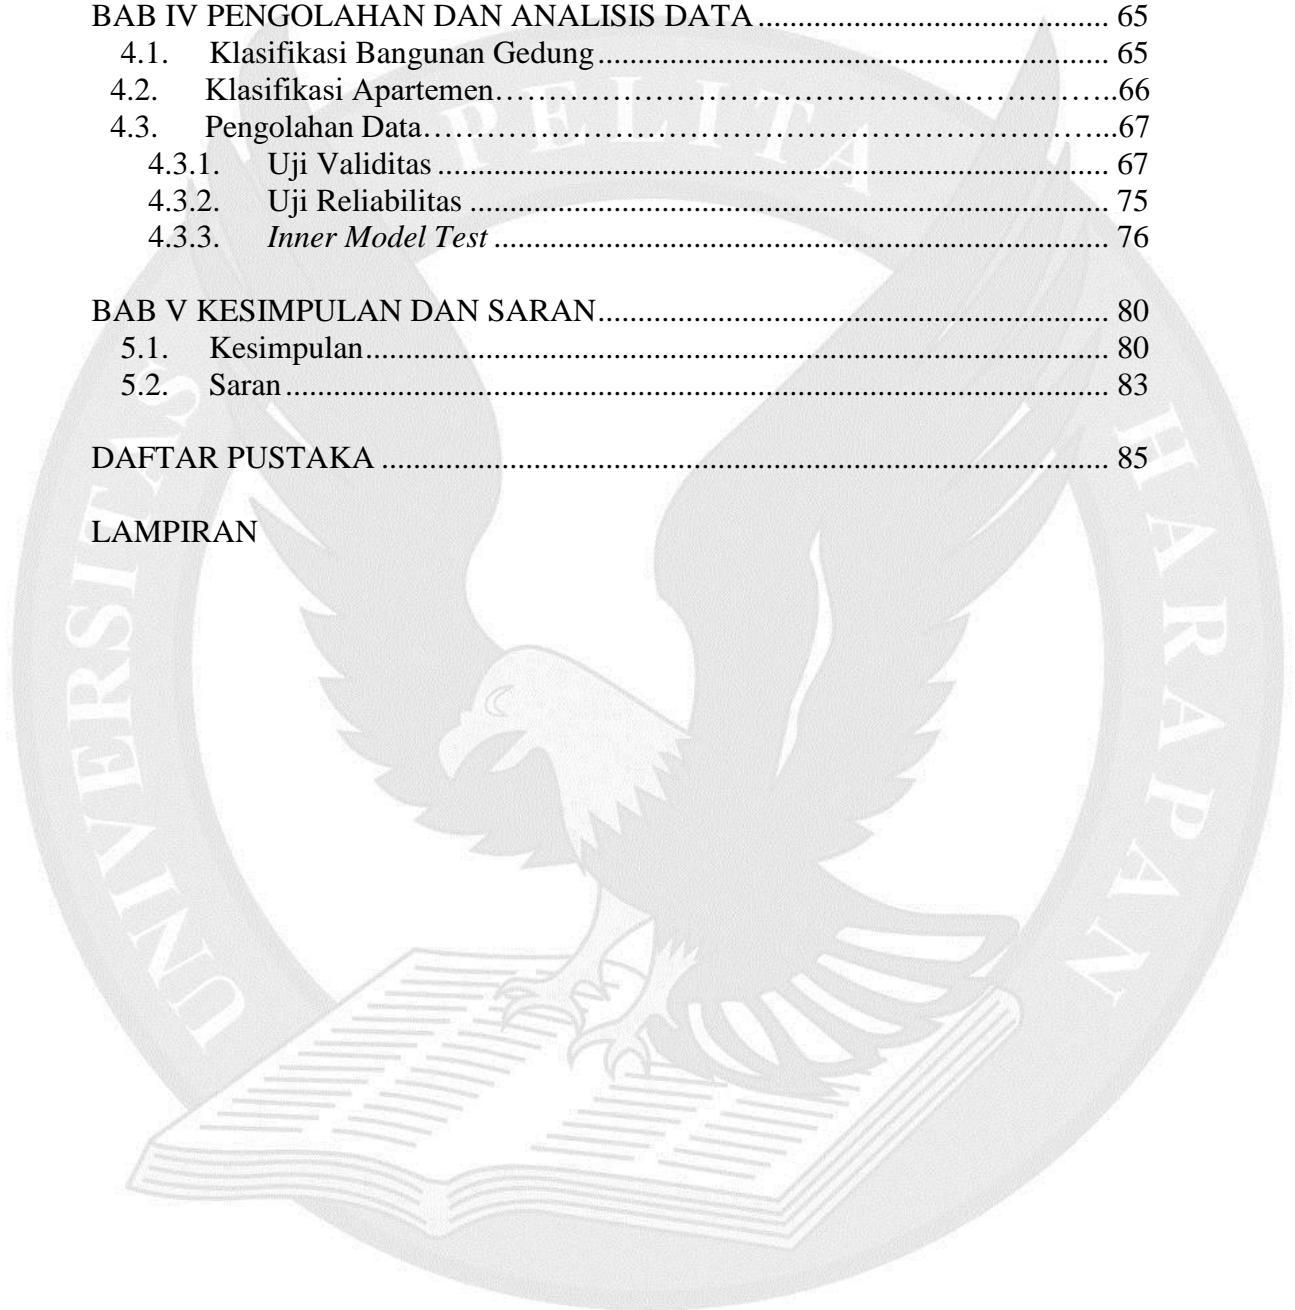 BAB IV PENGOLAHAN DAN ANALISIS DATA ............................................ 65
4.1. Klasifikasi Bangunan Gedung ................................................................ 65
4.2. Klasifikasi Apartemen……………………………………………………..66
4.3. Pengolahan Data…………………………………………………………...67
4.3.1. Uji Validitas .................................................................................... 67
4.3.2. Uji Reliabilitas ................................................................................ 75
4.3.3. Inner Model Test ............................................................................. 76
BAB V KESIMPULAN DAN SARAN ................................................................ 80
5.1. Kesimpulan ............................................................................................. 80
5.2. Saran ....................................................................................................... 83
DAFTAR PUSTAKA ........................................................................................... 85
LAMPIRAN
UNIVERSITAS PELITA HARAPAN